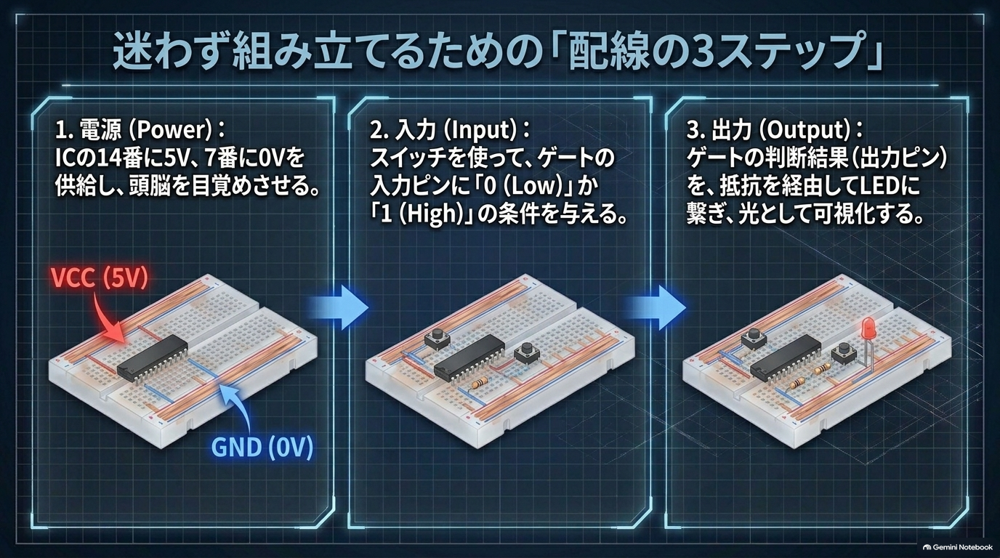 迷わず組み立てるための「配線の3ステップ」
1. 電源 (Power)：
ICの14番に5V、7番に0Vを
供給し、頭脳を目覚めさせる。
VCC (5V)
GND (0V)
2. 入力 (Input)：
スイッチを使って、ゲートの
入力ピンに「0 (Low)」か
「1 (High)」の条件を与える。
3. 出力 (Output)：
ゲートの判断結果（出力ピン）
を、抵抗を経由してLEDに
繋ぎ、光として可視化する。
Gemini Notebook